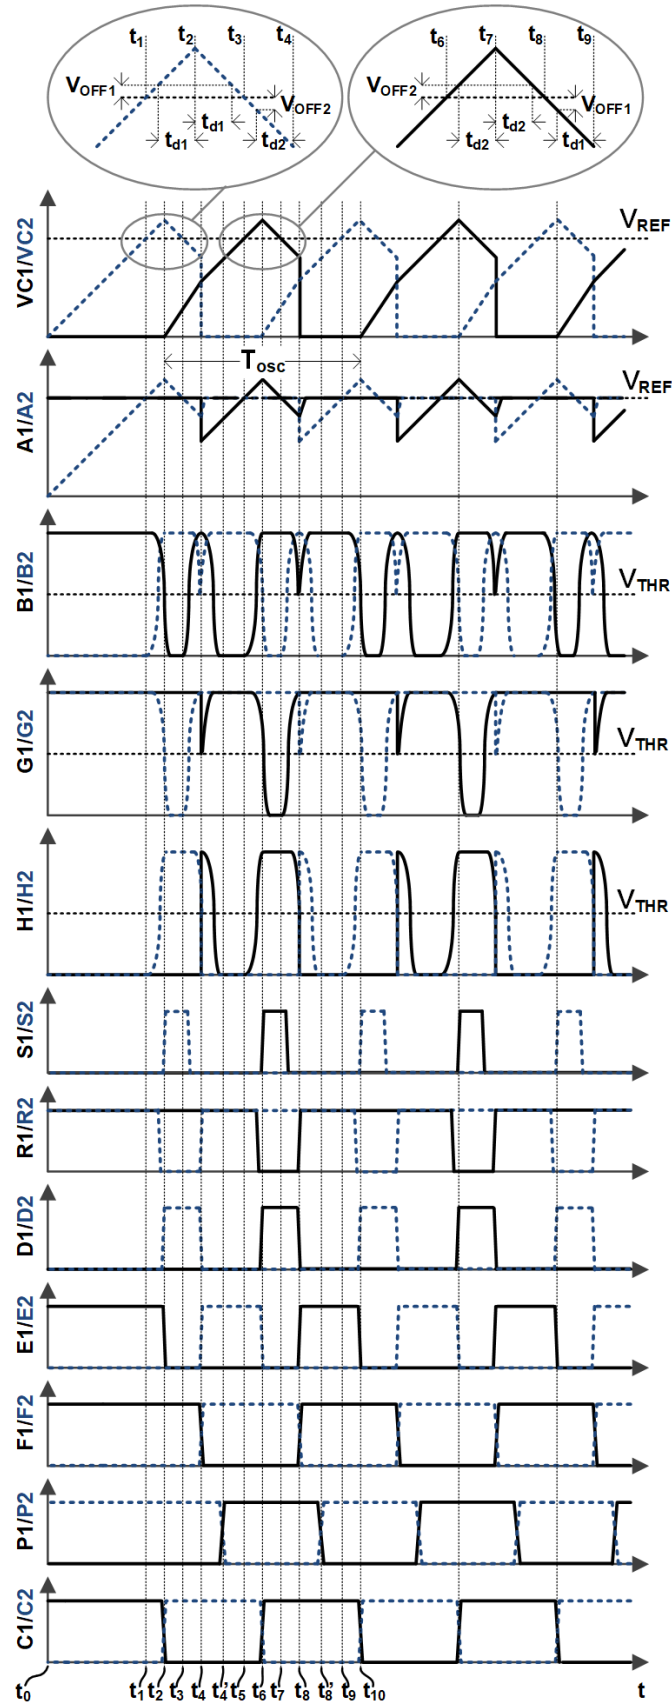 t1 t2 t3 t4 t6 t7 t8 t9
VOFF1 VOFF2 VOFF2 VOFF1
td1 td1 td2 td2 td2 td1
VC1/VC2 VREF
A1/A2 Tosc VREF
B1/B2 VTHR
G1/G2 VTHR
H1/H2 VTHR
S1/S2
R1/R2
D1/D2
E1/E2
F1/F2
P1/P2
C1/C2
t0 t1 t2 t3 t4 t4' t5 t6 t7 t8 t8' t9 t10 t